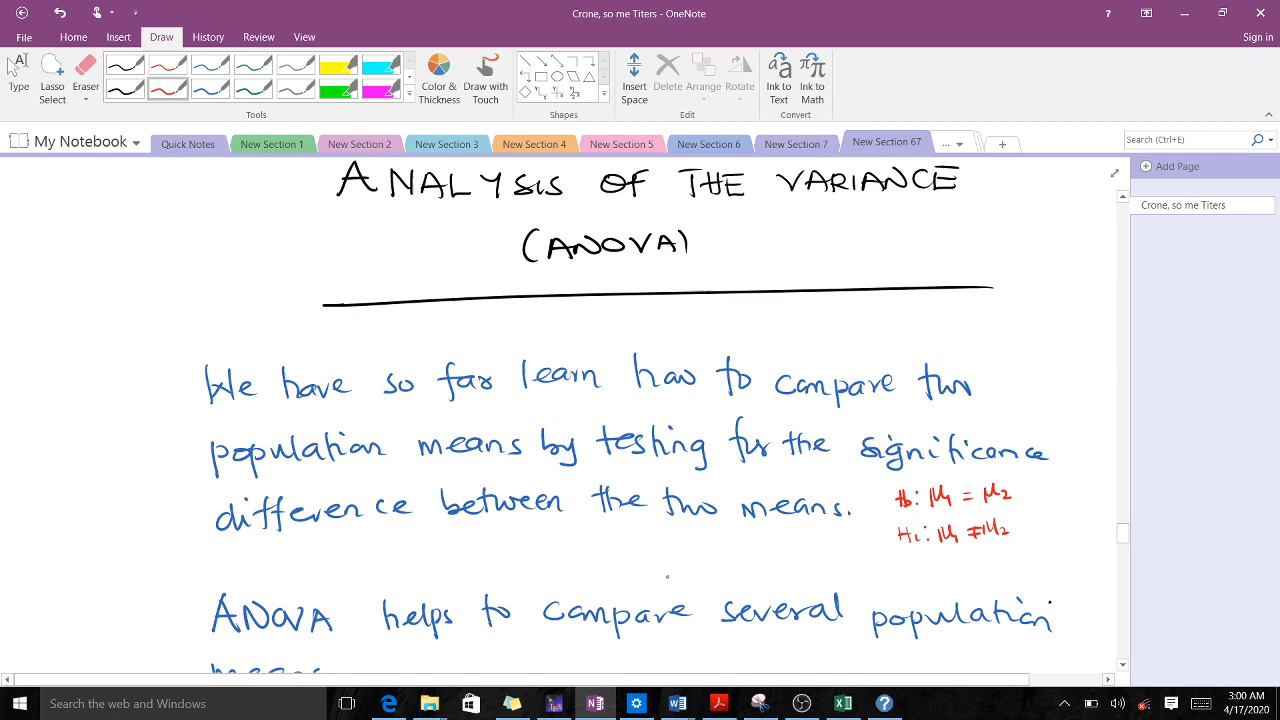 Crone, so me Titers - OneNote
File Home Insert Draw History Review View
Sign in
Type
Lasso Select
Eraser
Color & Thickness
Draw with Touch
Insert Space
Delete
Arrange
Rotate
Ink to Text
Ink to Math
Tools
Shapes
Edit
Convert
My Notebook
Quick Notes
New Section 1
New Section 2
New Section 3
New Section 4
New Section 5
New Section 6
New Section 7
New Section 67
...
Search (Ctrl+E)
Add Page
Crone, so me Titers
ANALYSIS OF THE VARIANCE
(ANOVA)
We have so far learn how to compare two
population means by testing for the significance
difference between the two means.
H₀: μ₁ = μ₂
H₁: μ₁ ≠ μ₂
ANOVA helps to compare several population
means
Search the web and Windows
3:00 AM
4/17/2020